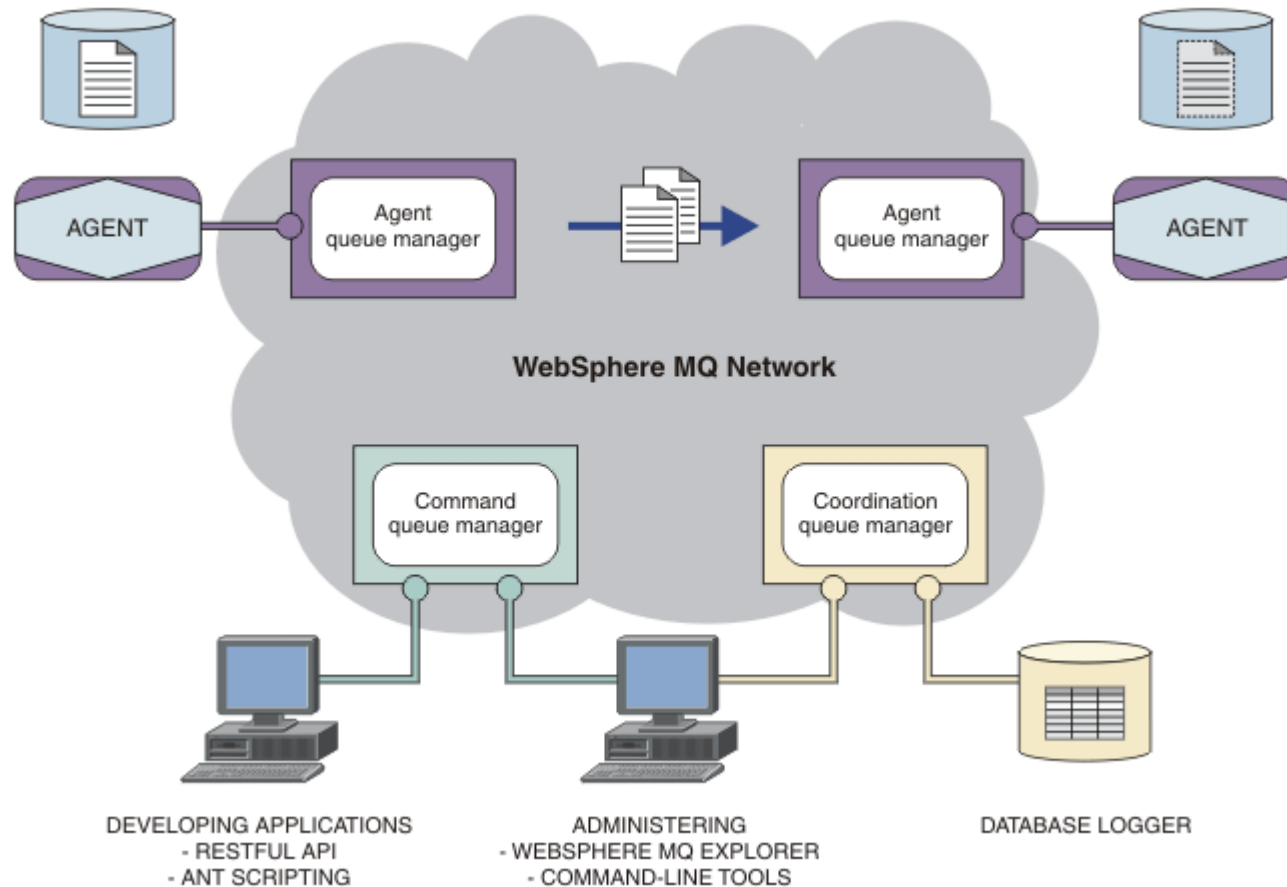 AGENT
Agent
queue manager
Agent
queue manager
AGENT
WebSphere MQ Network
Command
queue manager
Coordination
queue manager
DEVELOPING APPLICATIONS
- RESTFUL API
- ANT SCRIPTING
ADMINISTERING
- WEBSPHERE MQ EXPLORER
- COMMAND-LINE TOOLS
DATABASE LOGGER